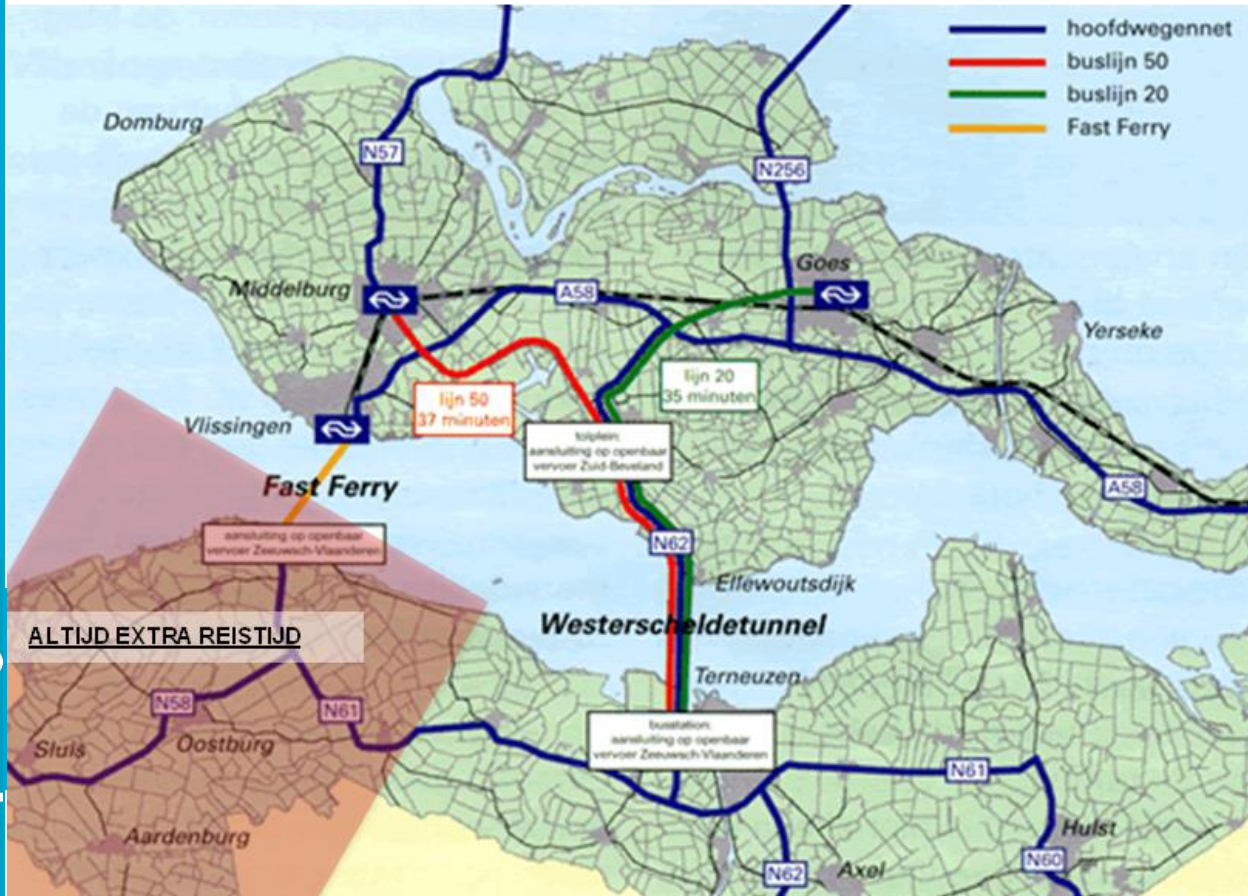 hoofdwegennet
buslijn 50
buslijn 20
Fast Ferry
Domburg
N57
N256
Goes
Middelburg
A58
Yerseke
lijn 20
35 minuten
lijn 50
37 minuten
Vlissingen
tolplein:
aansluiting op openbaar
vervoer Zuid-Beveland
Fast Ferry
A58
aansluiting op openbaar
vervoer Zeeuwsch-Vlaanderen
N62
Ellewoutsdijk
ALTIJD EXTRA REISTIJD
Westerscheldetunnel
Terneuzen
N58
N61
busstation:
aansluiting op openbaar
vervoer Zeeuwsch-Vlaanderen
Sluis
Oostburg
N61
Aardenburg
Hulst
N60
N62
Axel